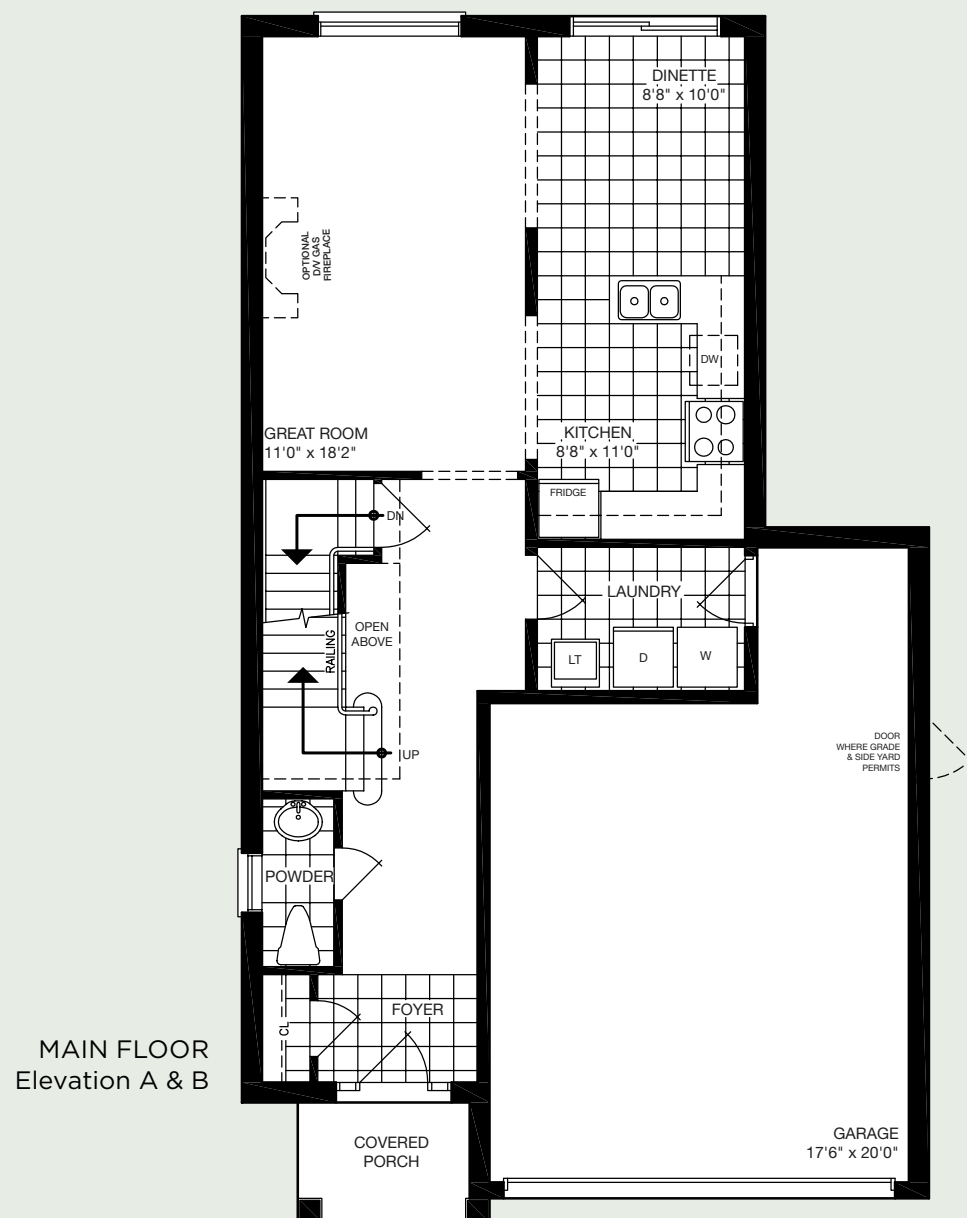 DINETTE
8'8" x 10'0"
OPTIONAL
D/V GAS
FIREPLACE
DW
GREAT ROOM
11'0" x 18'2"
KITCHEN
8'8" x 11'0"
FRIDGE
DN
LAUNDRY
OPEN
ABOVE
RAILING
LT
D
W
UP
DOOR
WHERE GRADE
& SIDE YARD
PERMITS
POWDER
FOYER
CL
MAIN FLOOR
Elevation A & B
COVERED
PORCH
GARAGE
17'6" x 20'0"